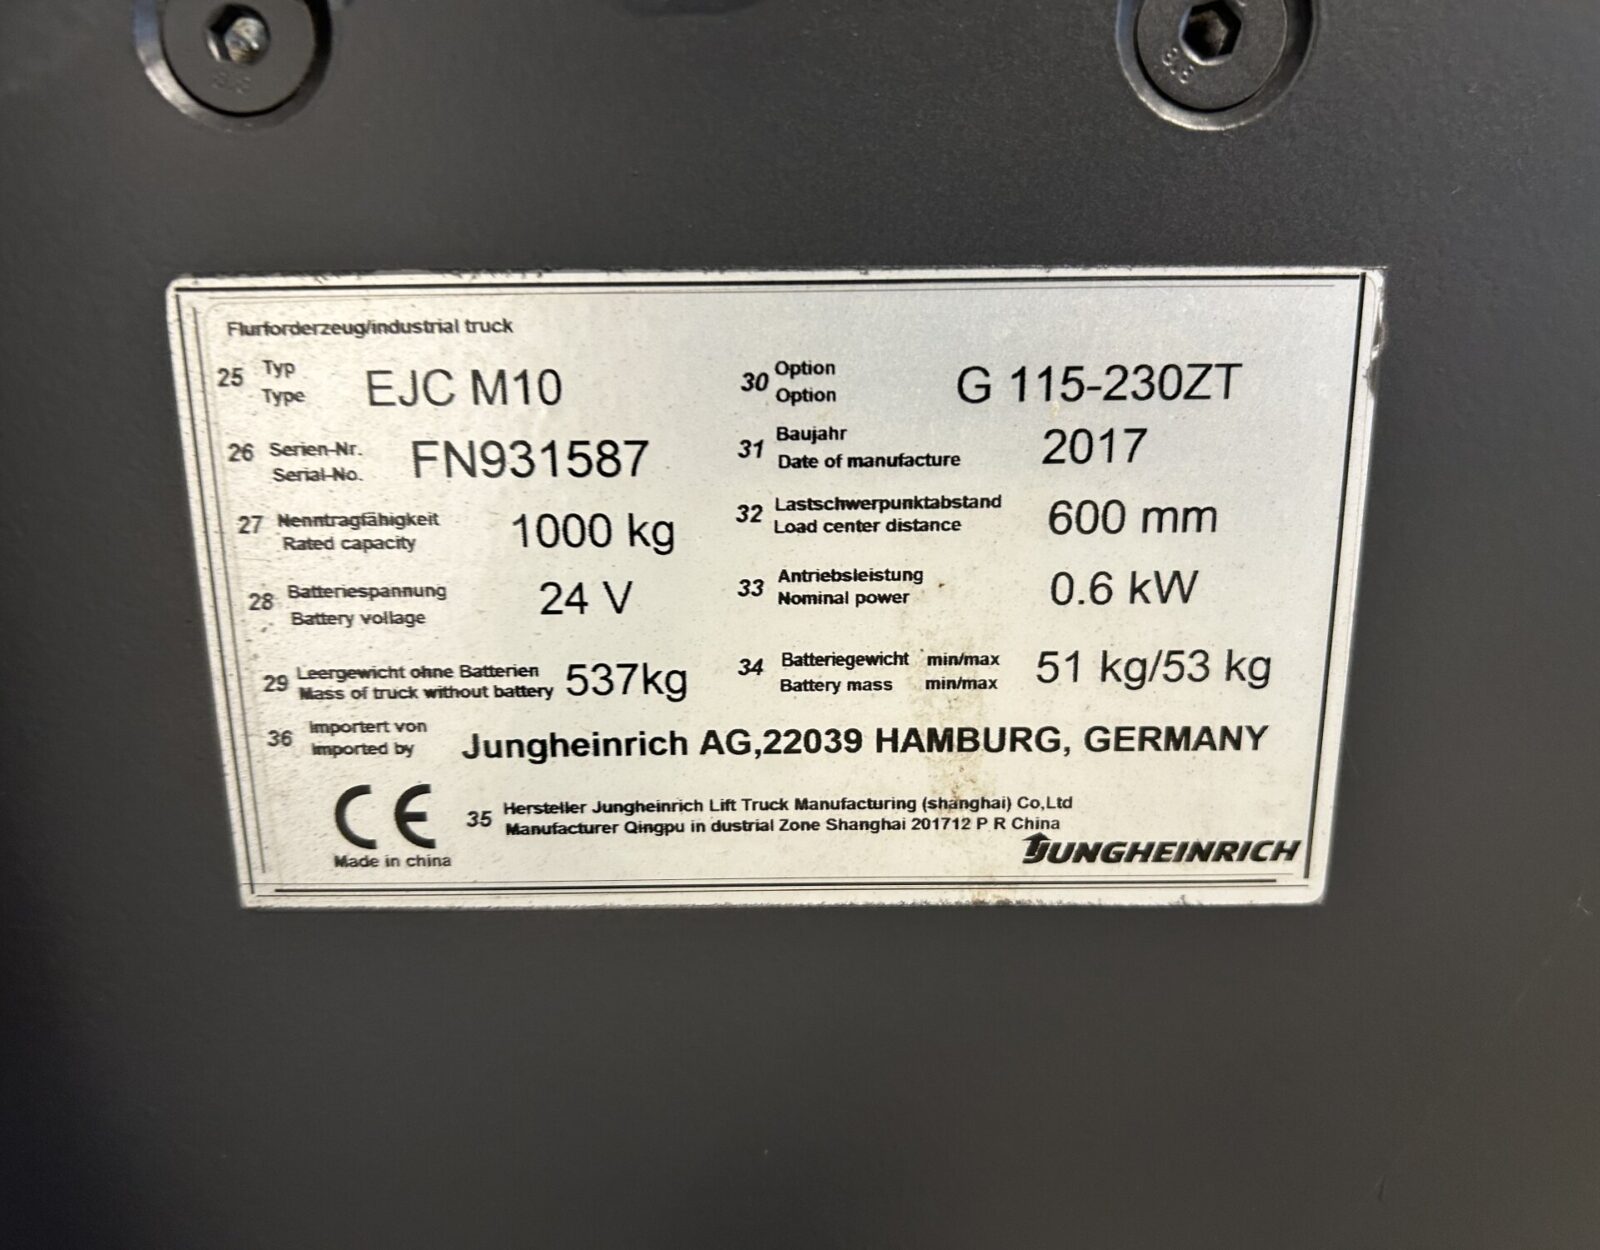 Flurforderzeug/industrial truck
25 Typ Type EJC M10
30 Option Option G 115-230ZT
26 Serien-Nr. Serial-No. FN931587
31 Baujahr Date of manufacture 2017
27 Nenntragfähigkeit Rated capacity 1000 kg
32 Lastschwerpunktabstand Load center distance 600 mm
28 Batteriespannung Battery vollage 24 V
33 Antriebsleistung Nominal power 0.6 kW
29 Leergewicht ohne Batterien Mass of truck without battery 537kg
34 Batteriegewicht min/max Battery mass min/max 51 kg/53 kg
36 Importert von Imported by Jungheinrich AG,22039 HAMBURG, GERMANY
CE
Made in china
35 Hersteller Jungheinrich Lift Truck Manufacturing (shanghai) Co,Ltd
Manufacturer Qingpu in dustrial Zone Shanghai 201712 P R China
JUNGHEINRICH